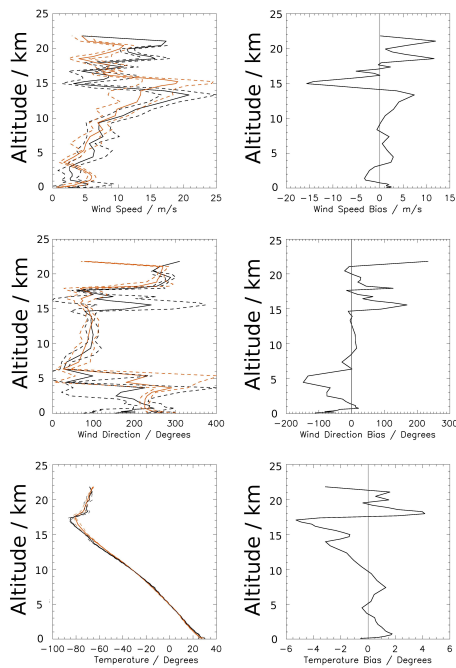 Altitude / km
25
20
15
10
5
0
0 5 10 15 20 25
Wind Speed / m/s
Altitude / km
25
20
15
10
5
0
−20 −15 −10 −5 0 5 10 15
Wind Speed Bias / m/s
Altitude / km
25
20
15
10
5
0
0 100 200 300 400
Wind Direction / Degrees
Altitude / km
25
20
15
10
5
0
−200 −100 0 100 200 300
Wind Direction Bias / Degrees
Altitude / km
25
20
15
10
5
0
−100 −80 −60 −40 −20 0 20 40
Temperature / Degrees
Altitude / km
25
20
15
10
5
0
−6 −4 −2 0 2 4 6
Temperature Bias / Degrees